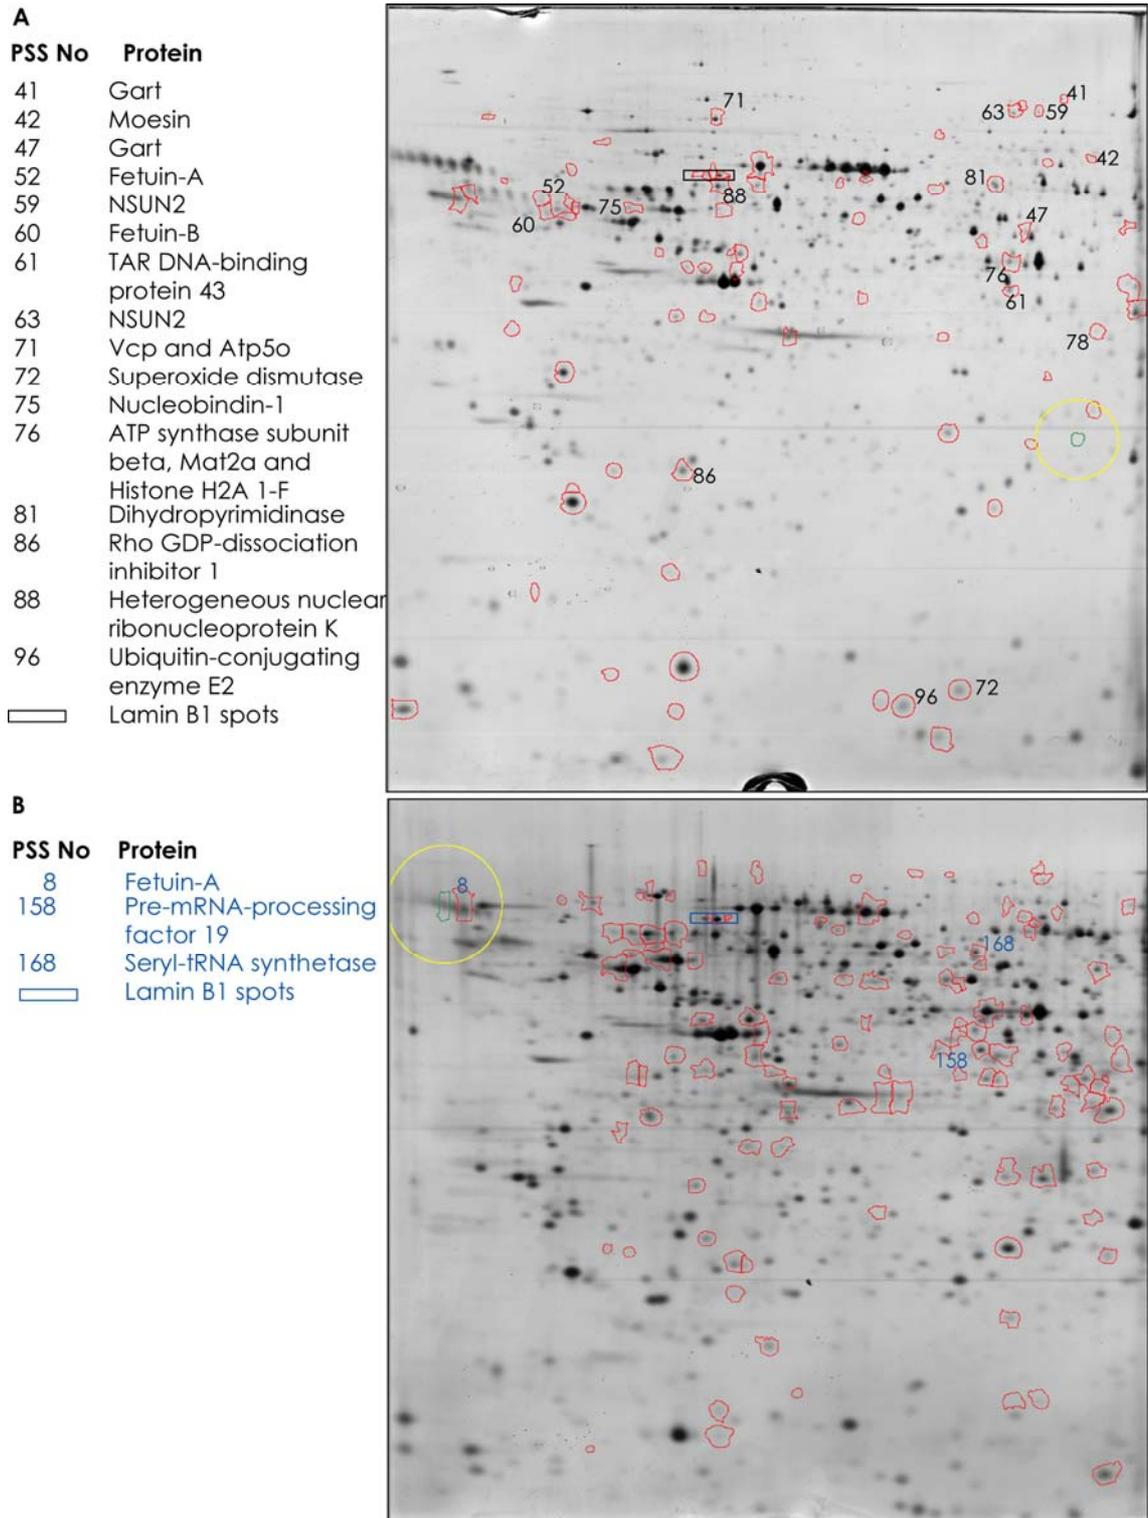 A
PSS No Protein
41 Gart
42 Moesin
47 Gart
52 Fetuin-A
59 NSUN2
60 Fetuin-B
61 TAR DNA-binding
protein 43
63 NSUN2
71 Vcp and Atp5o
72 Superoxide dismutase
75 Nucleobindin-1
76 ATP synthase subunit
beta, Mat2a and
Histone H2A 1-F
81 Dihydropyrimidinase
86 Rho GDP-dissociation
inhibitor 1
88 Heterogeneous nuclear
ribonucleoprotein K
96 Ubiquitin-conjugating
enzyme E2
Lamin B1 spots
71
41
63
59
42
81
52
88
75
60
47
76
61
78
86
96
72
B
PSS No Protein
8 Fetuin-A
158 Pre-mRNA-processing
factor 19
168 Seryl-tRNA synthetase
Lamin B1 spots
8
168
158